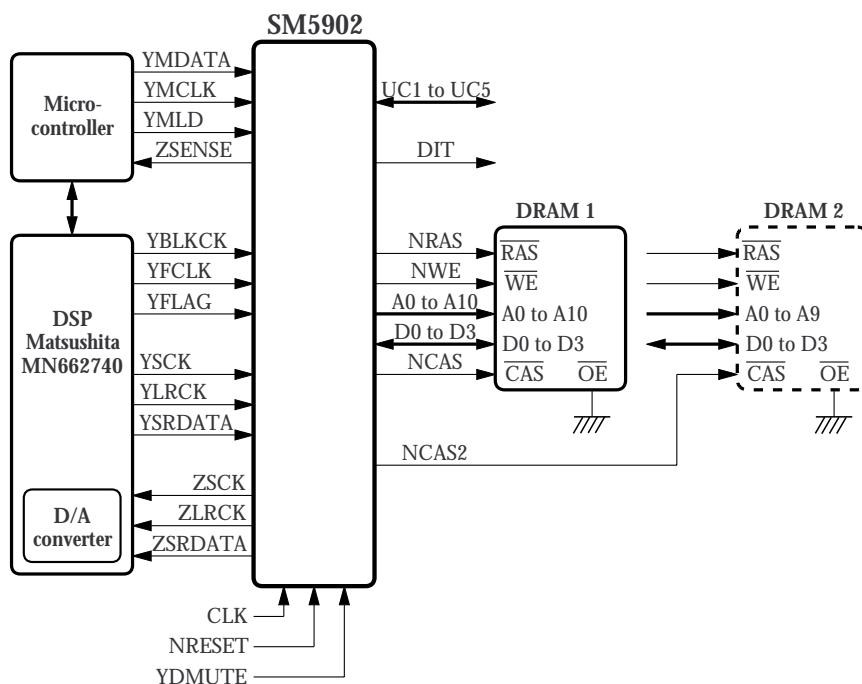 SM5902
Micro-
controller
YMDATA
YMCLK
YMLD
ZSENSE
UC1 to UC5
DIT
DSP
Matsushita
MN662740
YBLKCK
YFCLK
YFLAG
YSCK
YLRCK
YSRDATA
D/A
converter
ZSCK
ZLRCK
ZSRDATA
NRAS
NWE
A0 to A10
D0 to D3
NCAS
NCAS2
DRAM 1
RAS
WE
A0 to A10
D0 to D3
CAS OE
DRAM 2
RAS
WE
A0 to A9
D0 to D3
CAS OE
CLK
NRESET
YDMUTE